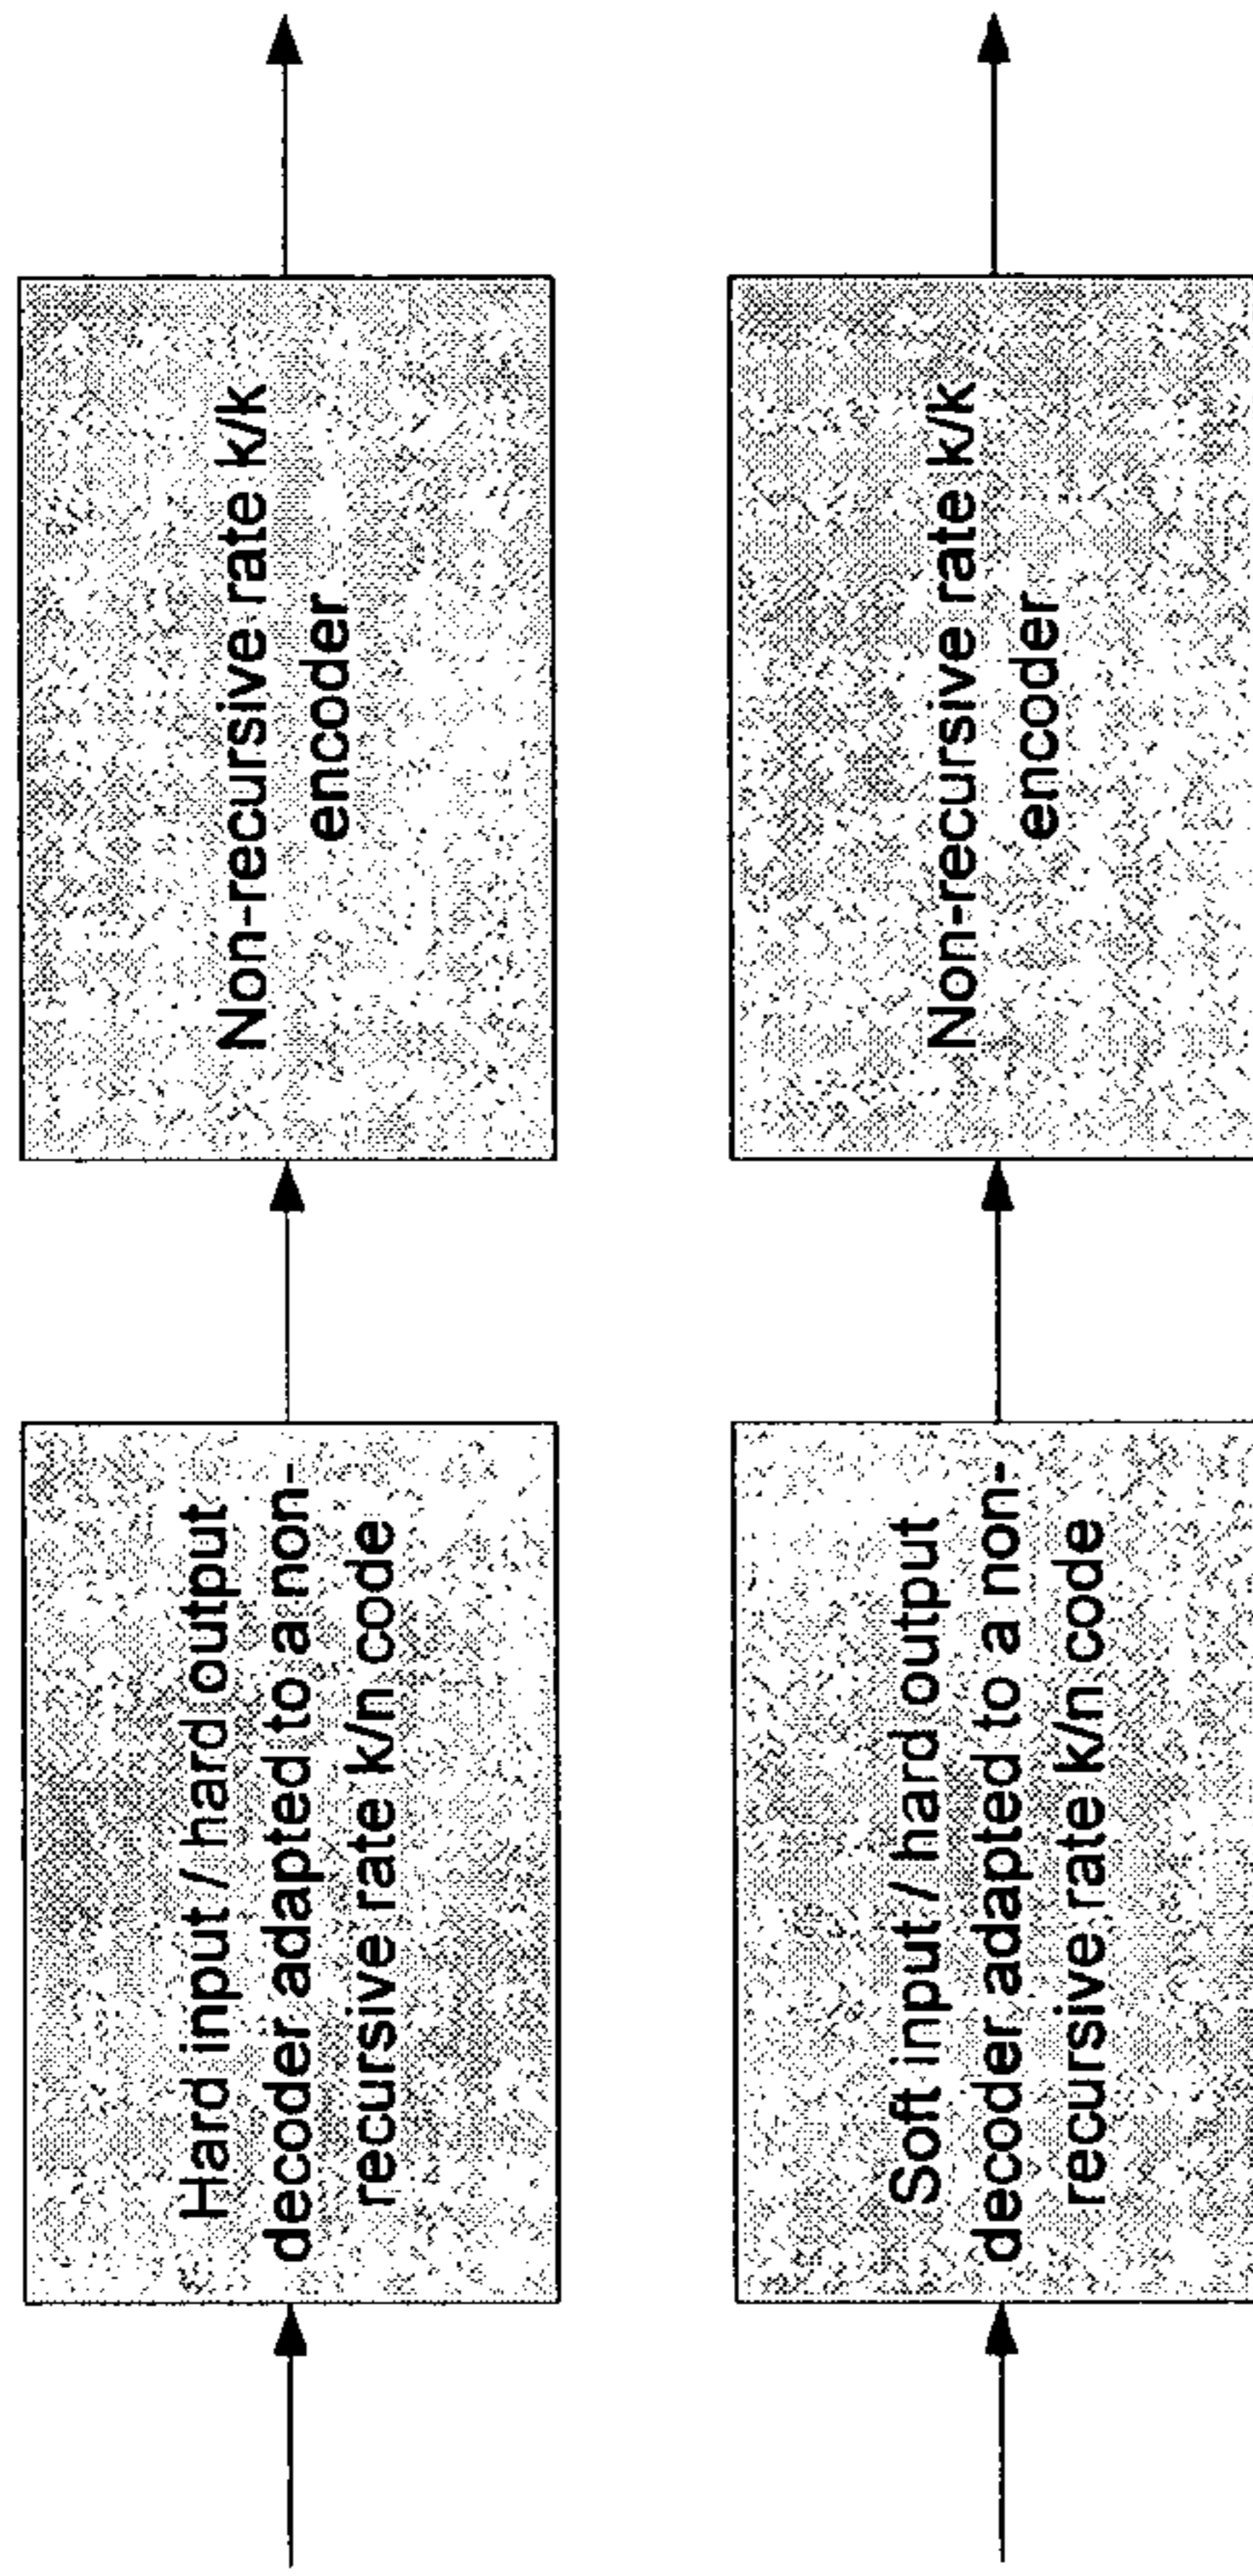 Hard input / hard output
decoder adapted to a non-
recursive rate k/n code
Non-recursive rate k/k
encoder
Soft input / hard output
decoder adapted to a non-
recursive rate k/n code
Non-recursive rate k/k
encoder